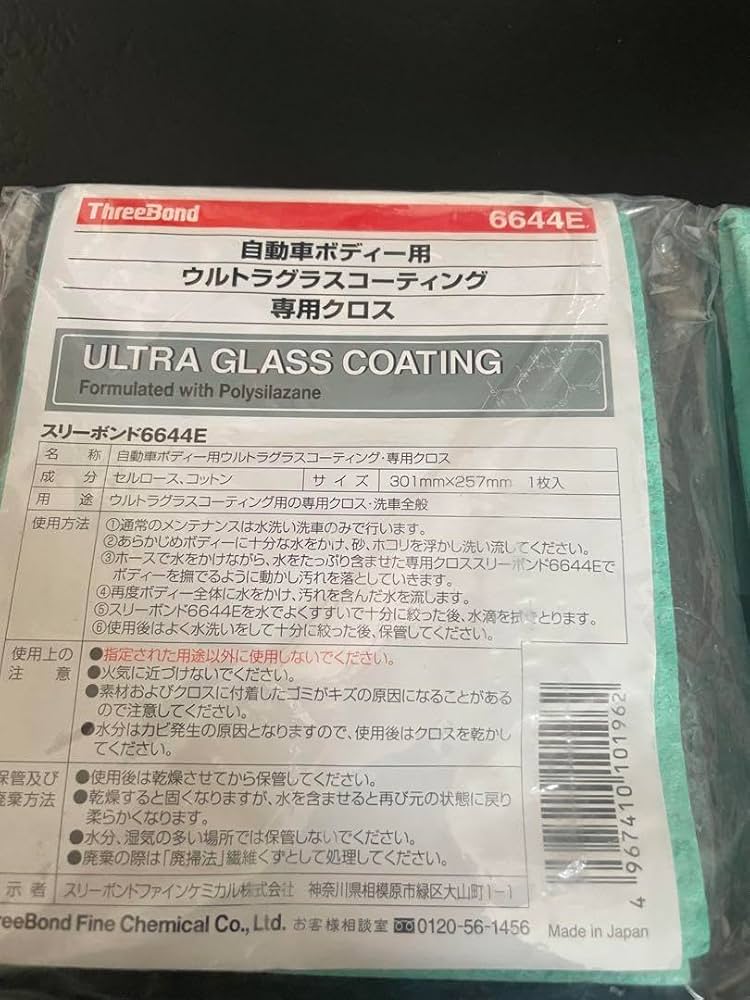 ThreeBond 6644E
自動車ボディー用
ウルトラグラスコーティング
専用クロス
ULTRA GLASS COATING
Formulated with Polysilazane
スリーボンド6644E
名 称 自動車ボディー用ウルトラグラスコーティング・専用クロス
成 分 セルロース、コットン サ イ ズ 301mm×257mm 1枚入
用 途 ウルトラグラスコーティング用の専用クロス・洗車全般
使用方法 ①通常のメンテナンスは水洗い洗車のみで行います。
②あらかじめボディーに十分な水をかけ、砂、ホコリを浮かし洗い流してください。
③ホースで水をかけながら、水をたっぷり含ませた専用クロススリーボンド6644Eで
ボディーを撫でるように動かし汚れを落としていきます。
④再度ボディー全体に水をかけ、汚れを含んだ水を流します。
⑤スリーボンド6644Eを水でよくすすいで十分に絞った後、水滴を拭きとります。
⑥使用後はよく水洗いをして十分に絞った後、保管してください。
使用上の
注 意
●指定された用途以外に使用しないでください。
●火気に近づけないでください。
●素材およびクロスに付着したゴミがキズの原因になることがある
ので注意してください。
●水分はカビ発生の原因となりますので、使用後はクロスを乾かし
てください。
保管及び
廃棄方法
●使用後は乾燥させてから保管してください。
●乾燥すると固くなりますが、水を含ませると再び元の状態に戻り
柔らかくなります。
●水分、湿気の多い場所では保管しないでください。
●廃棄の際は「廃掃法」繊維くずとして処理してください。
示 者 スリーボンドファインケミカル株式会社 神奈川県相模原市緑区大山町1-1
reeBond Fine Chemical Co., Ltd. お客様相談室 0120-56-1456 Made in Japan
4 967410 101962